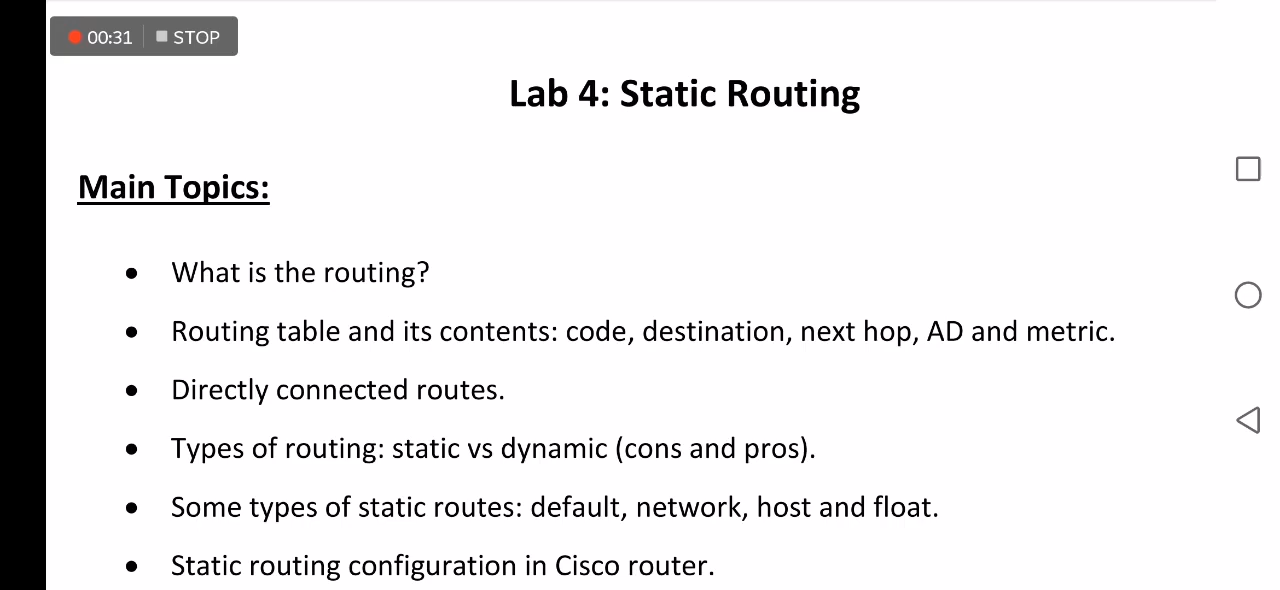 00:31 STOP
Lab 4: Static Routing
Main Topics:
• What is the routing?
• Routing table and its contents: code, destination, next hop, AD and metric.
• Directly connected routes.
• Types of routing: static vs dynamic (cons and pros).
• Some types of static routes: default, network, host and float.
• Static routing configuration in Cisco router.